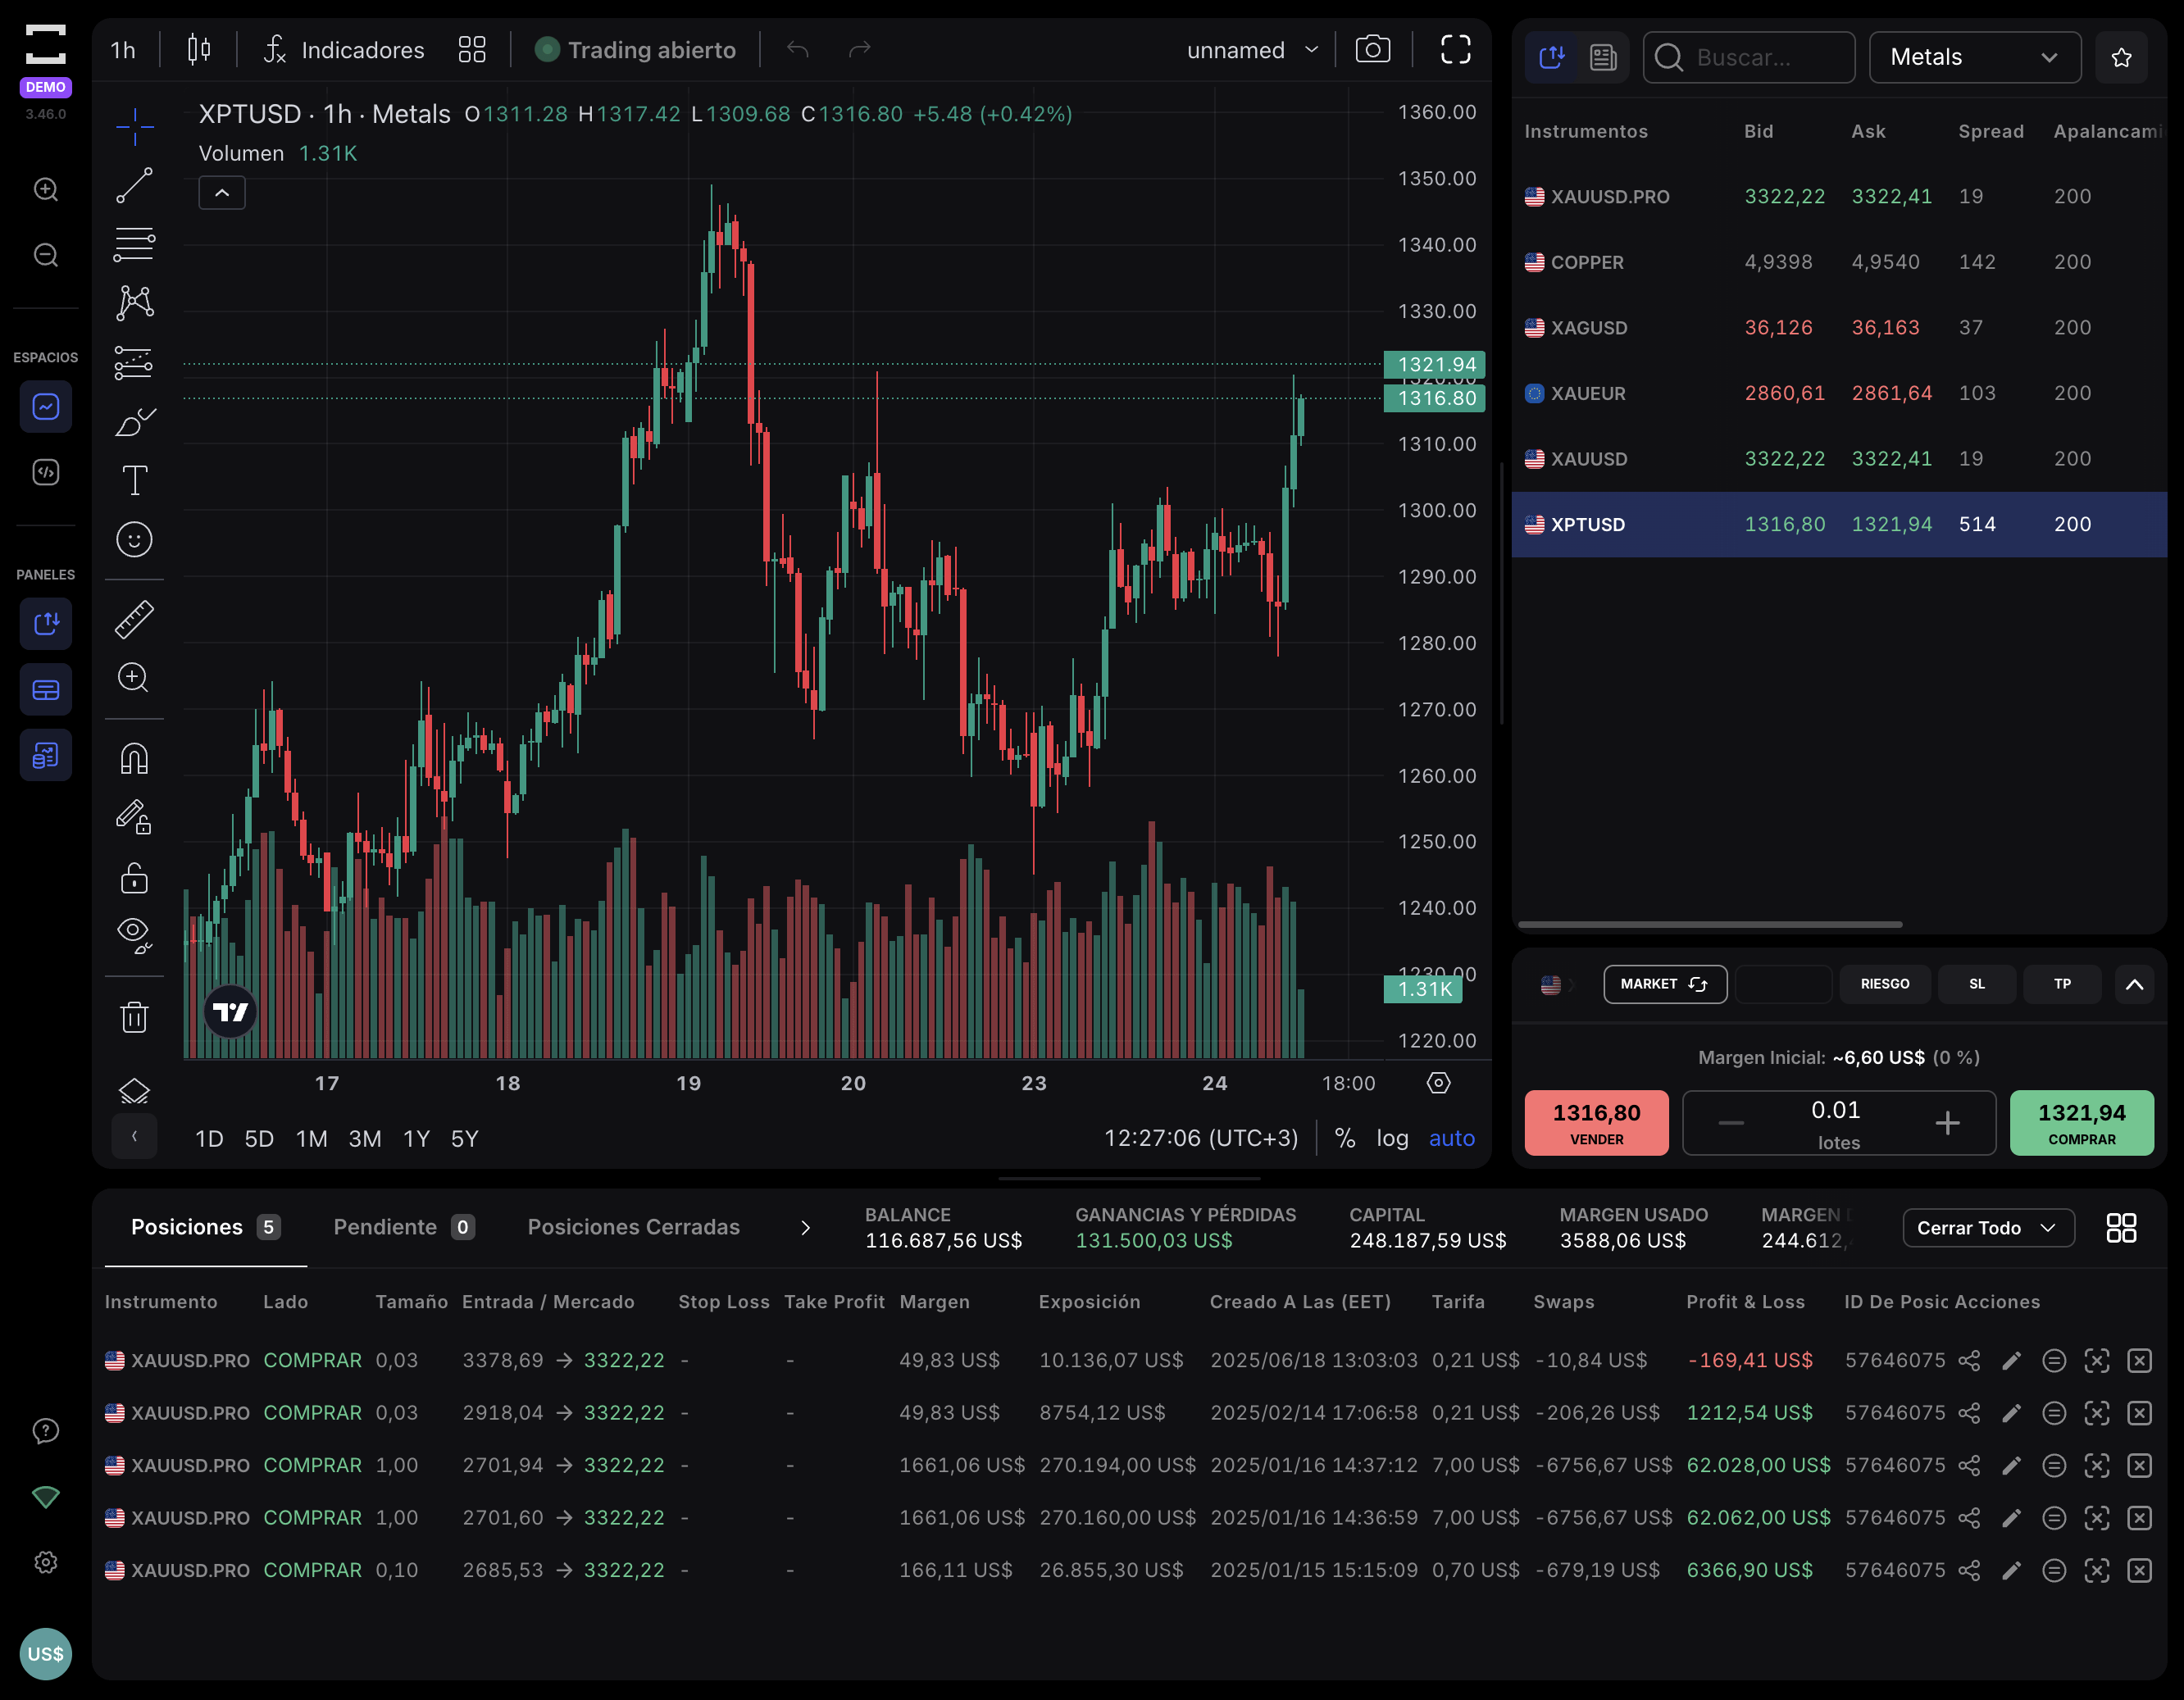 DEMO
3.46.0
ESPACIOS
PANELES
US$
1h
Indicadores
Trading abierto
unnamed
XPTUSD · 1h · Metals O1311.28 H1317.42 L1309.68 C1316.80 +5.48 (+0.42%)
Volumen 1.31K
1360.00
1350.00
1340.00
1330.00
1321.94
1320.00
1316.80
1310.00
1300.00
1290.00
1280.00
1270.00
1260.00
1250.00
1240.00
1230.00
1.31K
1220.00
17 18 19 20 23 24 18:00
1D 5D 1M 3M 1Y 5Y
12:27:06 (UTC+3) % log auto
Buscar...
Metals
Instrumentos Bid Ask Spread Apalancami
XAUUSD.PRO 3322,22 3322,41 19 200
COPPER 4,9398 4,9540 142 200
XAGUSD 36,126 36,163 37 200
XAUEUR 2860,61 2861,64 103 200
XAUUSD 3322,22 3322,41 19 200
XPTUSD 1316,80 1321,94 514 200
MARKET RIESGO SL TP
Margen Inicial: ~6,60 US$ (0 %)
1316,80
VENDER
0.01
lotes
1321,94
COMPRAR
Posiciones 5
Pendiente 0
Posiciones Cerradas
BALANCE
116.687,56 US$
GANANCIAS Y PÉRDIDAS
131.500,03 US$
CAPITAL
248.187,59 US$
MARGEN USADO
3588,06 US$
MARGEN
244.612,
Cerrar Todo
Instrumento Lado Tamaño Entrada / Mercado Stop Loss Take Profit Margen Exposición Creado A Las (EET) Tarifa Swaps Profit & Loss ID De Posic Acciones
XAUUSD.PRO COMPRAR 0,03 3378,69 → 3322,22 - - 49,83 US$ 10.136,07 US$ 2025/06/18 13:03:03 0,21 US$ -10,84 US$ -169,41 US$ 57646075
XAUUSD.PRO COMPRAR 0,03 2918,04 → 3322,22 - - 49,83 US$ 8754,12 US$ 2025/02/14 17:06:58 0,21 US$ -206,26 US$ 1212,54 US$ 57646075
XAUUSD.PRO COMPRAR 1,00 2701,94 → 3322,22 - - 1661,06 US$ 270.194,00 US$ 2025/01/16 14:37:12 7,00 US$ -6756,67 US$ 62.028,00 US$ 57646075
XAUUSD.PRO COMPRAR 1,00 2701,60 → 3322,22 - - 1661,06 US$ 270.160,00 US$ 2025/01/16 14:36:59 7,00 US$ -6756,67 US$ 62.062,00 US$ 57646075
XAUUSD.PRO COMPRAR 0,10 2685,53 → 3322,22 - - 166,11 US$ 26.855,30 US$ 2025/01/15 15:15:09 0,70 US$ -679,19 US$ 6366,90 US$ 57646075